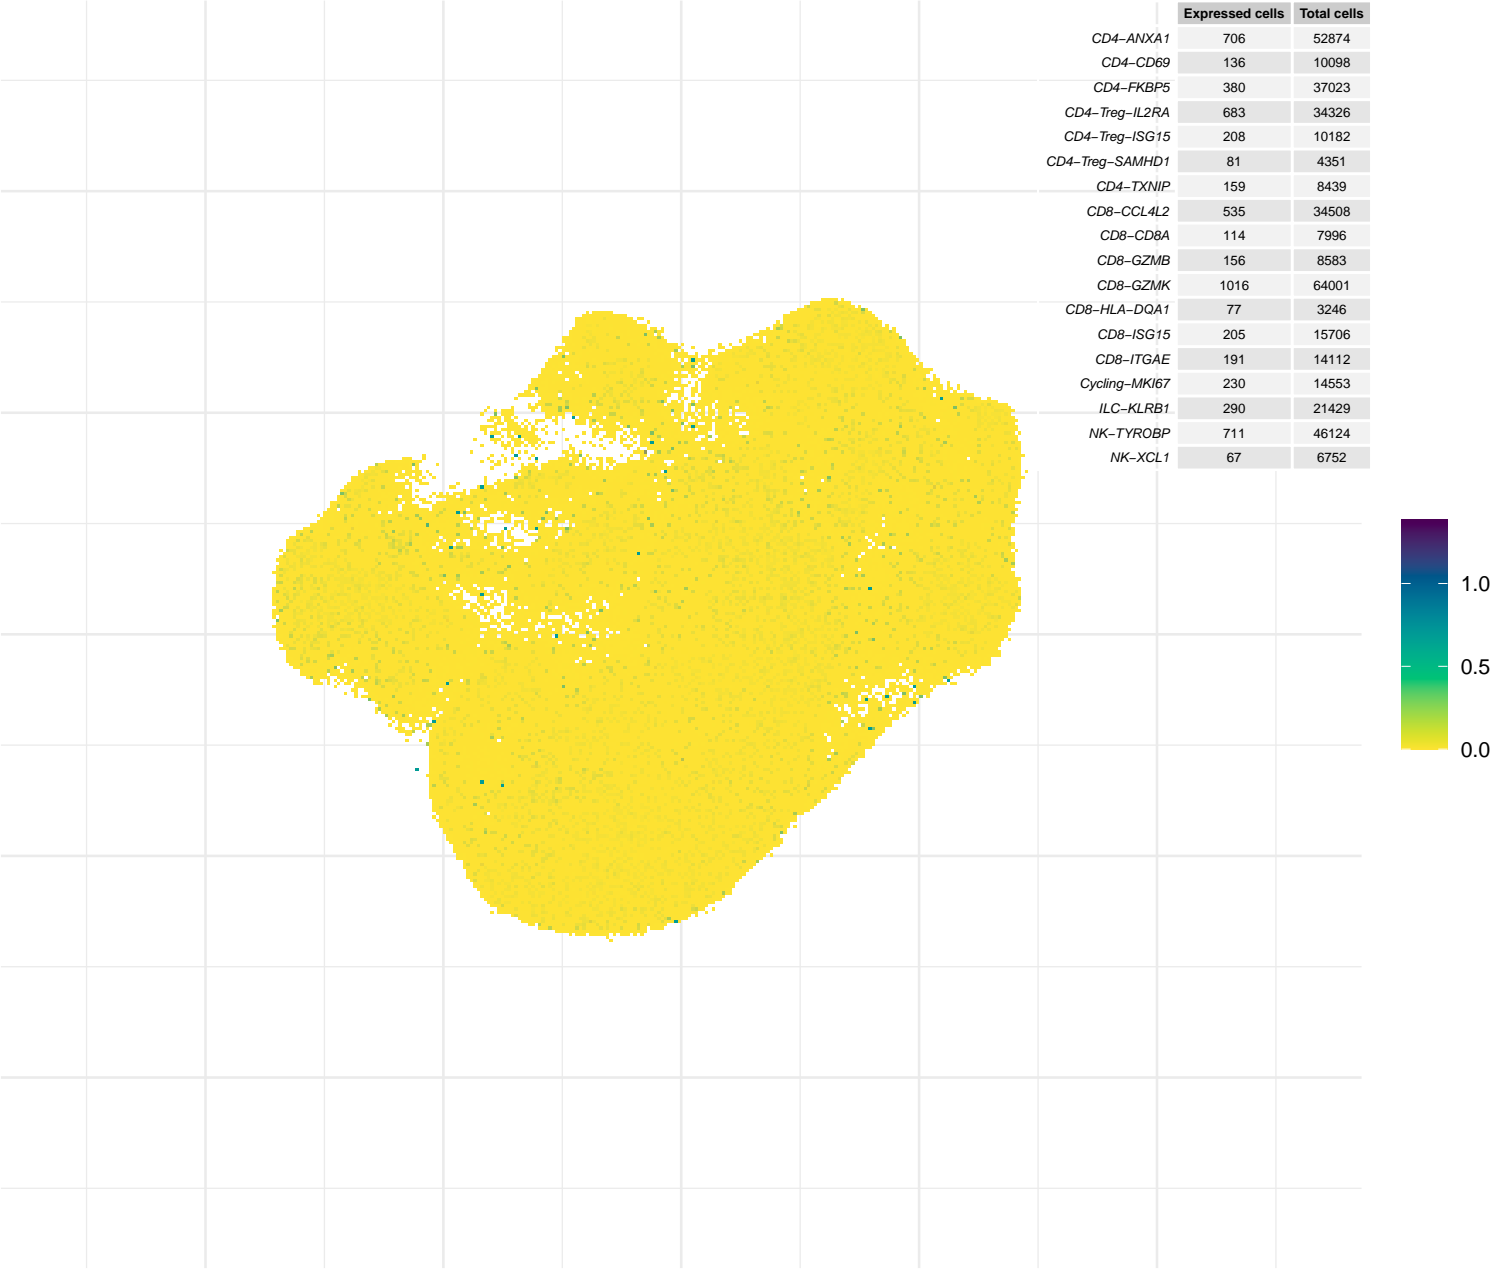 Expressed cells Total cells
CD4−ANXA1 706 52874
CD4−CD69 136 10098
CD4−FKBP5 380 37023
CD4−Treg−IL2RA 683 34326
CD4−Treg−ISG15 208 10182
CD4−Treg−SAMHD1 81 4351
CD4−TXNIP 159 8439
CD8−CCL4L2 535 34508
CD8−CD8A 114 7996
CD8−GZMB 156 8583
CD8−GZMK 1016 64001
CD8−HLA−DQA1 77 3246
CD8−ISG15 205 15706
CD8−ITGAE 191 14112
Cycling−MKI67 230 14553
ILC−KLRB1 290 21429
NK−TYROBP 711 46124
NK−XCL1 67 6752
1.0
0.5
0.0